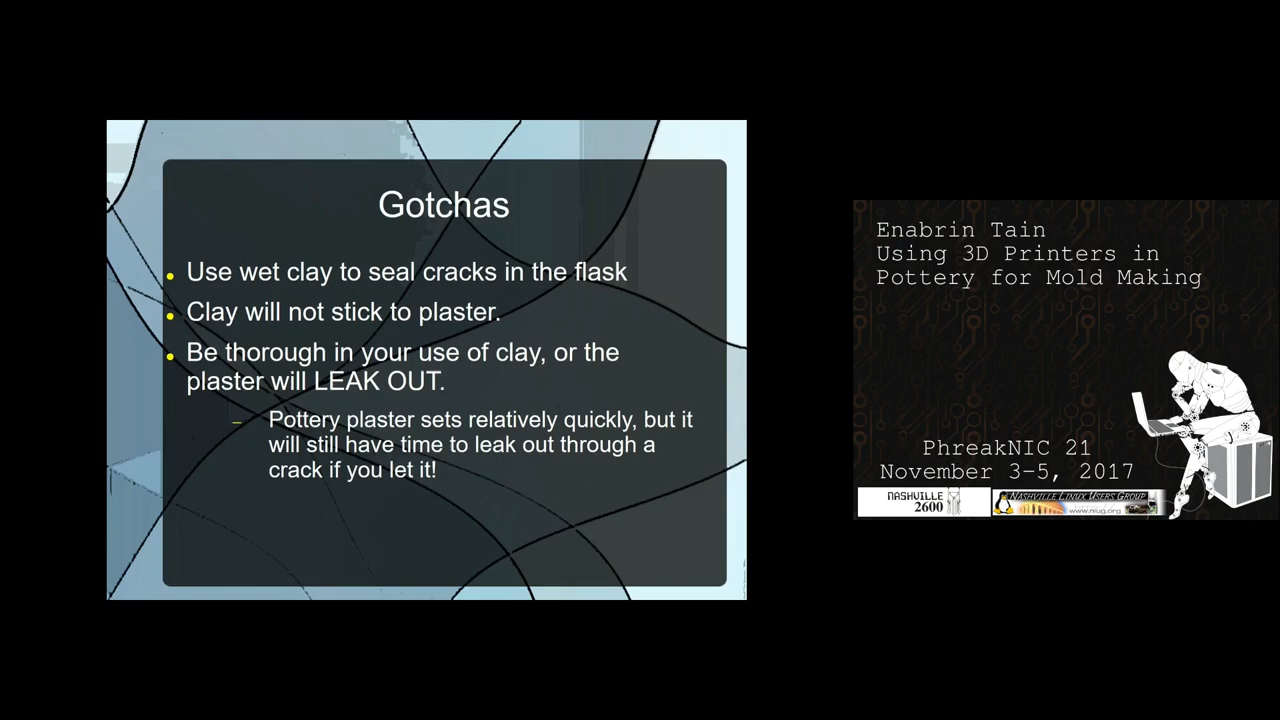 Gotchas
Use wet clay to seal cracks in the flask
Clay will not stick to plaster.
Be thorough in your use of clay, or the
plaster will LEAK OUT.
Pottery plaster sets relatively quickly, but it
will still have time to leak out through a
crack if you let it!
Enabrin Tain
Using 3D Printers in
Pottery for Mold Making
PhreakNIC 21
November 3-5, 2017
NASHVILLE
2600
NASHVILLE LINUX USERS GROUP
www.nlug.org